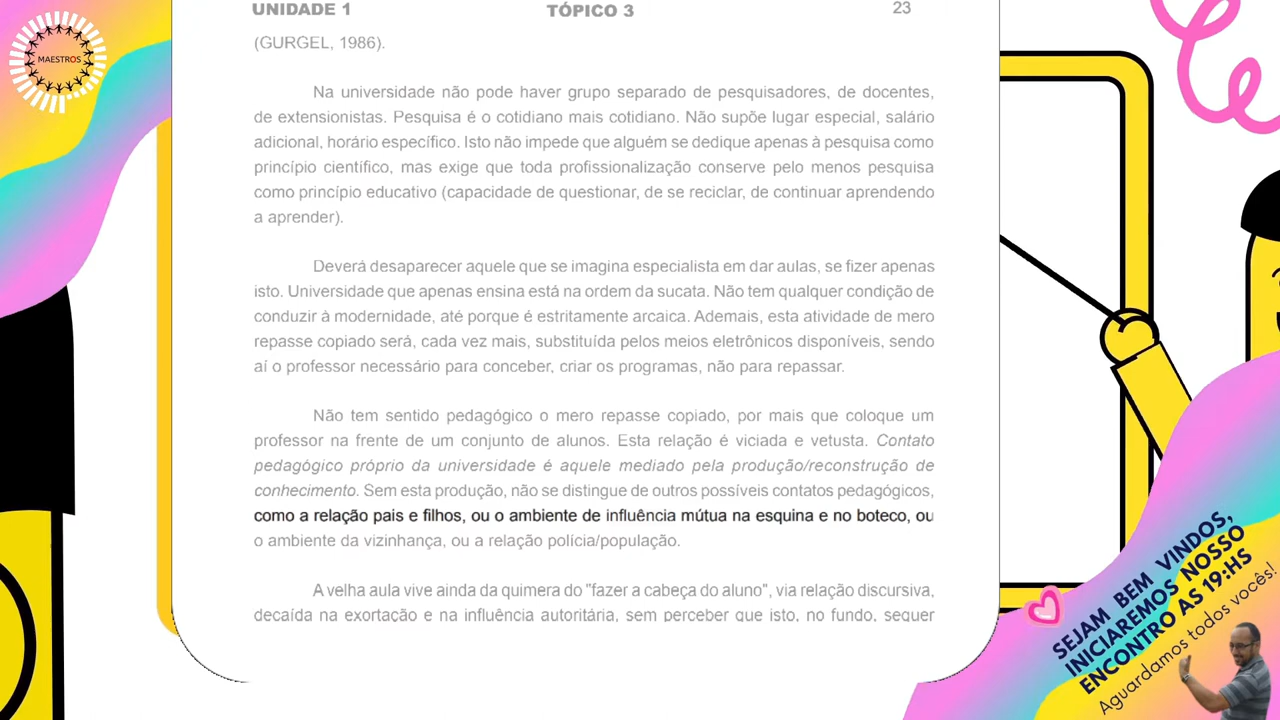 MAESTROS
UNIDADE 1 TÓPICO 3 23
(GURGEL, 1986).
Na universidade não pode haver grupo separado de pesquisadores, de docentes,
de extensionistas. Pesquisa é o cotidiano mais cotidiano. Não supõe lugar especial, salário
adicional, horário específico. Isto não impede que alguém se dedique apenas à pesquisa como
princípio científico, mas exige que toda profissionalização conserve pelo menos pesquisa
como princípio educativo (capacidade de questionar, de se reciclar, de continuar aprendendo
a aprender).
Deverá desaparecer aquele que se imagina especialista em dar aulas, se fizer apenas
isto. Universidade que apenas ensina está na ordem da sucata. Não tem qualquer condição de
conduzir à modernidade, até porque é estritamente arcaica. Ademais, esta atividade de mero
repasse copiado será, cada vez mais, substituída pelos meios eletrônicos disponíveis, sendo
aí o professor necessário para conceber, criar os programas, não para repassar.
Não tem sentido pedagógico o mero repasse copiado, por mais que coloque um
professor na frente de um conjunto de alunos. Esta relação é viciada e vetusta. Contato
pedagógico próprio da universidade é aquele mediado pela produção/reconstrução de
conhecimento. Sem esta produção, não se distingue de outros possíveis contatos pedagógicos,
como a relação pais e filhos, ou o ambiente de influência mútua na esquina e no boteco, ou
o ambiente da vizinhança, ou a relação polícia/população.
A velha aula vive ainda da quimera do "fazer a cabeça do aluno", via relação discursiva,
decaída na exortação e na influência autoritária, sem perceber que isto, no fundo, sequer
SEJAM BEM VINDOS,
INICIAREMOS NOSSO
ENCONTRO AS 19:HS
Aguardamos todos vocês!